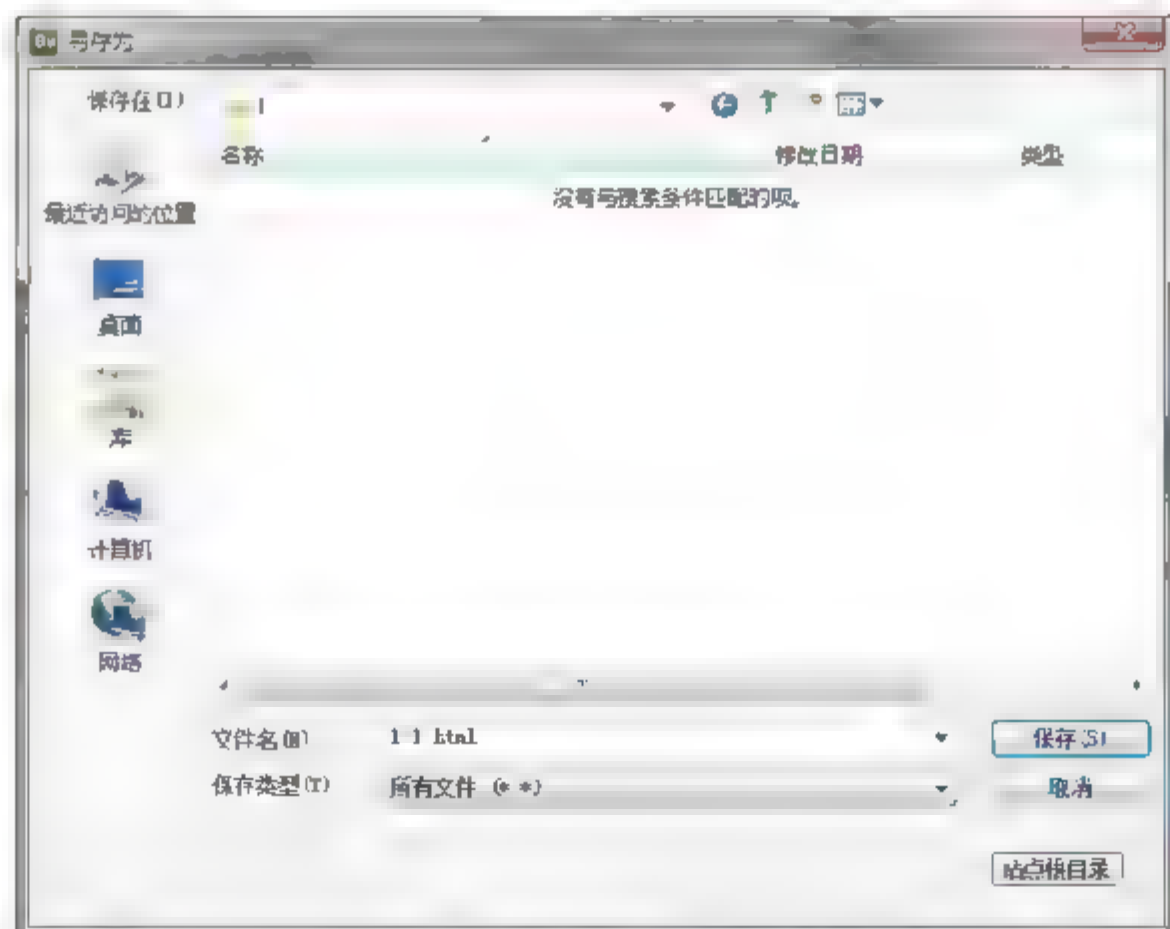 Dw 另存为
保存在(I)
1
名称 修改日期 类型
没有与搜索条件匹配的项。
最近访问的位置
桌面
库
计算机
网络
文件名(N) 1 1 html
保存(S)
保存类型(T) 所有文件 (* *)
取消
站点根目录